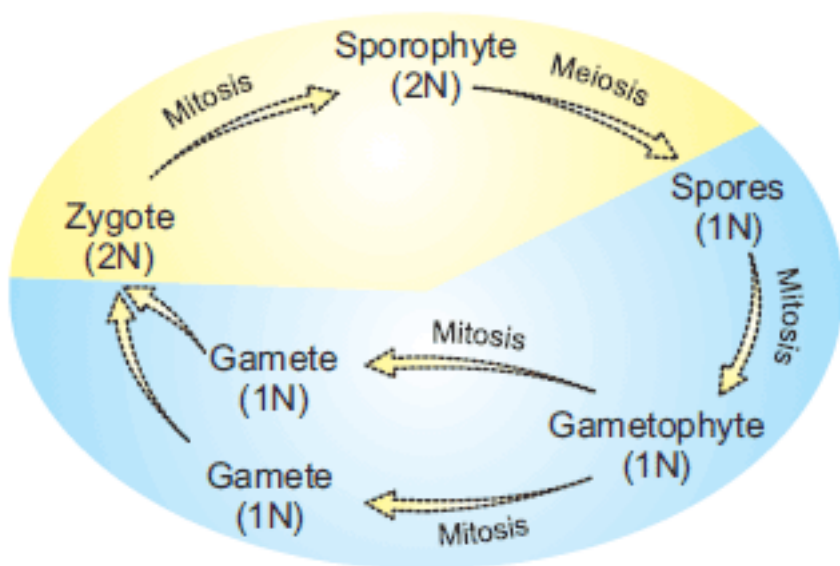 Sporophyte
(2N)
Meiosis
Spores
(1N)
Mitosis
Gametophyte
(1N)
Mitosis
Gamete
(1N)
Mitosis
Gamete
(1N)
Zygote
(2N)
Mitosis